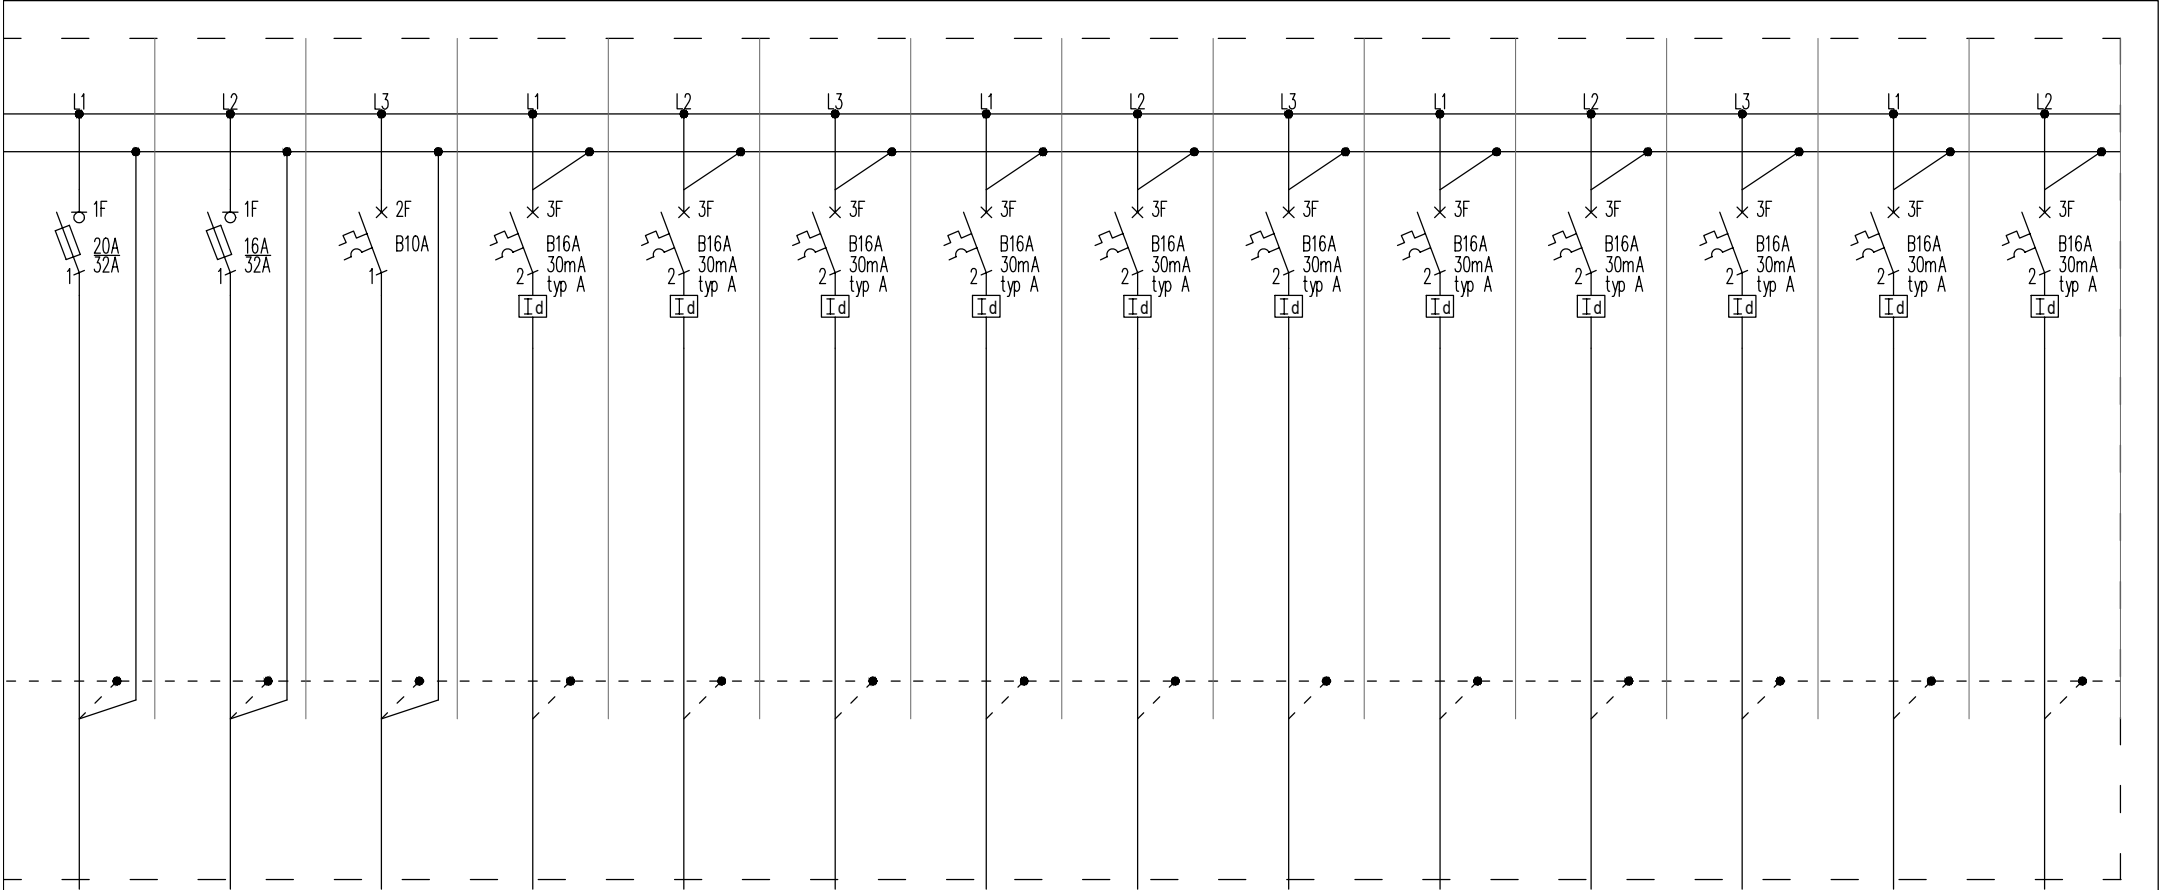 L1 L2 L3 L1 L2 L3 L1 L2 L3 L1 L2 L3 L1 L2
1F 1F 2F 3F 3F 3F 3F 3F 3F 3F 3F 3F 3F 3F
20A 16A B10A B16A B16A B16A B16A B16A B16A B16A B16A B16A B16A B16A
32A 32A 30mA 30mA 30mA 30mA 30mA 30mA 30mA 30mA 30mA 30mA 30mA
1 1 1 2 2 2 2 2 2 2 2 2 2 2
typ A typ A typ A typ A typ A typ A typ A typ A typ A typ A typ A
Id Id Id Id Id Id Id Id Id Id Id